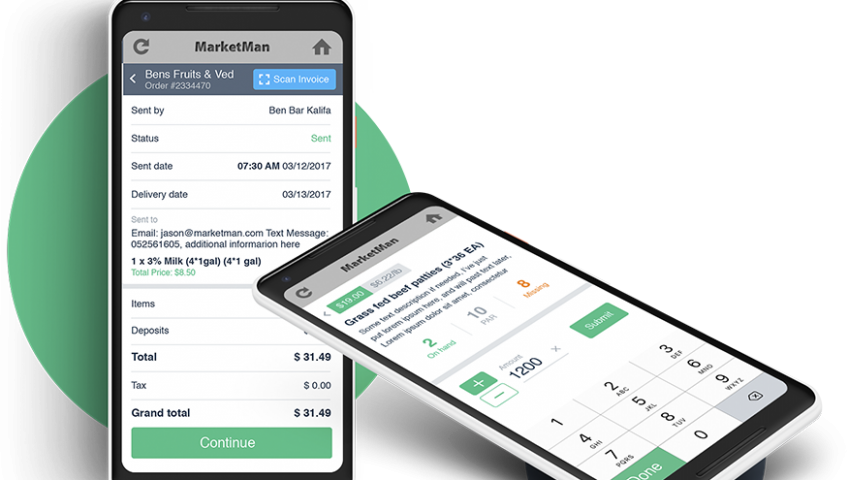 MarketMan
Bens Fruits & Ved
Order #2334470
Scan Invoice
Sent by Ben Bar Kalifa
Status Sent
Sent date 07:30 AM 03/12/2017
Delivery date 03/13/2017
Sent to
Email: jason@marketman.com Text Message:
052561605, additional informarion here
1 x 3% Milk (4*1gal) (4*1 gal)
Total Price: $8.50
Items
Deposits
Total $ 31.49
Tax $ 0.00
Grand total $ 31.49
Continue
MarketMan
$19.00 $6.22/lb
Grass fed beef patties (3*36 EA)
Some text description if needed, I've just
put lorem ipsum here, and will past text later.
Lorem ipsum dolor sit amet, consectetur
2 10 8
On hand PAR Missing
Amount
+ 1200 × Submit
−
1 2 ABC 3 DEF
4 GHI 5 JKL 6 MNO
7 PQRS 8 TUV 9 WXYZ
Done 0